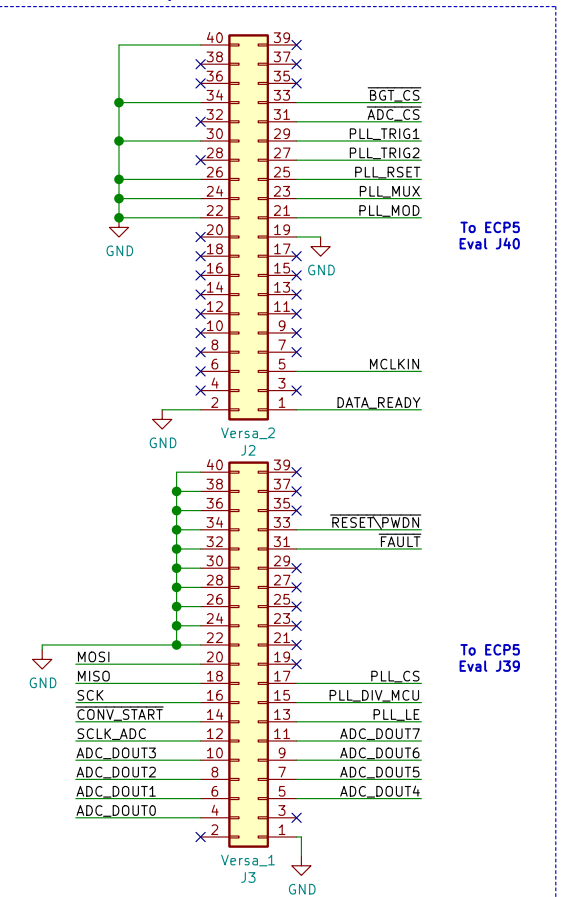 40 39
38 37
36 35
34 33 BGT_CS
32 31 ADC_CS
30 29 PLL_TRIG1
28 27 PLL_TRIG2
26 25 PLL_RSET
24 23 PLL_MUX
22 21 PLL_MOD
GND 20 19 GND
To ECP5
Eval J40
18 17
16 15
14 13
12 11
10 9
8 7
6 5 MCLKIN
4 3
GND 2 1 DATA_READY
Versa_2
J2
40 39
38 37
36 35
34 33 RESET\PWDN
32 31 FAULT
30 29
28 27
26 25
24 23
22 21
GND
To ECP5
Eval J39
MOSI 20 19
MISO 18 17 PLL_CS
SCK 16 15 PLL_DIV_MCU
CONV_START 14 13 PLL_LE
SCLK_ADC 12 11 ADC_DOUT7
ADC_DOUT3 10 9 ADC_DOUT6
ADC_DOUT2 8 7 ADC_DOUT5
ADC_DOUT1 6 5 ADC_DOUT4
ADC_DOUT0 4 3
2 1
GND
Versa_1
J3